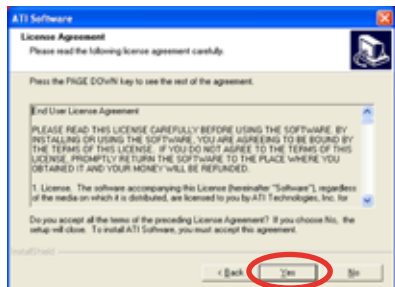 ATI Software
License Agreement
Please read the following license agreement carefully.
Press the PAGE DOWN key to see the rest of the agreement.
End User License Agreement
PLEASE READ THIS LICENSE CAREFULLY BEFORE USING THE SOFTWARE. BY
INSTALLING OR USING THE SOFTWARE, YOU ARE AGREEING TO BE BOUND BY
THE TERMS OF THIS LICENSE. IF YOU DO NOT AGREE TO THE TERMS OF THIS
LICENSE, PROMPTLY RETURN THE SOFTWARE TO THE PLACE WHERE YOU
OBTAINED IT AND YOUR MONEY WILL BE REFUNDED.
1. License. The software accompanying this License (hereinafter "Software"), regardless
of the media on which it is distributed, are licensed to you by ATI Technologies, Inc. for
Do you accept all the terms of the preceding License Agreement? If you choose No, the
setup will close. To install ATI Software, you must accept this agreement.
InstallShield
< Back
Yes
No